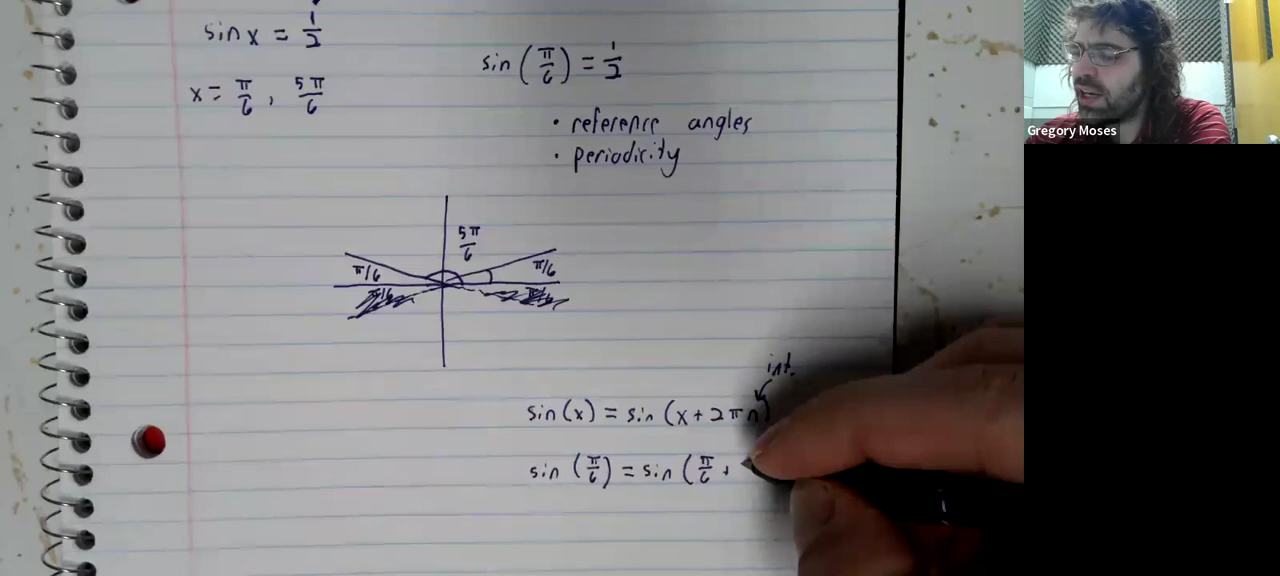 sin x = 1/2
sin (π/6) = 1/2
x = π/6 , 5π/6
• reference angles
• periodicity
5π/6
π/6 π/6
int.
sin (x) = sin (x + 2πn)
sin (π/6) = sin (π/6 +
Gregory Moses